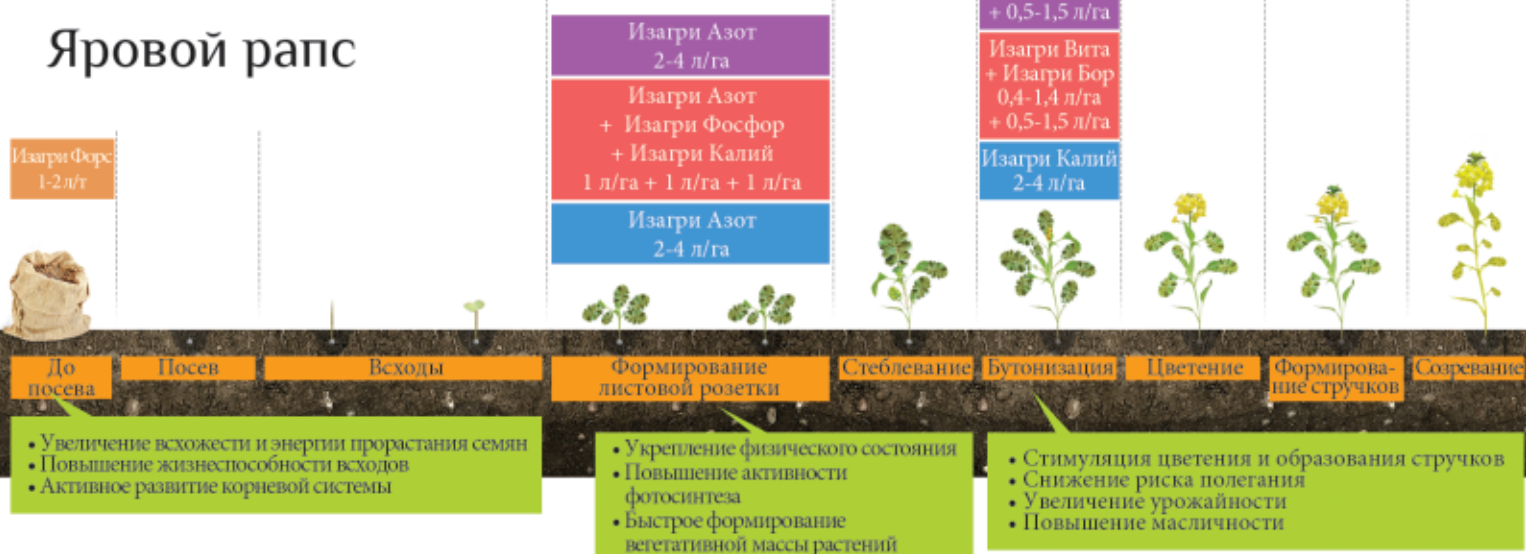 Яровой рапс
Изагри Форс
1-2 л/т
Изагри Азот
2-4 л/га
Изагри Азот
+ Изагри Фосфор
+ Изагри Калий
1 л/га + 1 л/га + 1 л/га
Изагри Азот
2-4 л/га
+ 0,5-1,5 л/га
Изагри Вита
+ Изагри Бор
0,4-1,4 л/га
+ 0,5-1,5 л/га
Изагри Калий
2-4 л/га
До
посева
Посев
Всходы
Формирование
листовой розетки
Стеблевание
Бутонизация
Цветение
Формирова-
ние стручков
Созревание
• Увеличение всхожести и энергии прорастания семян
• Повышение жизнеспособности всходов
• Активное развитие корневой системы
• Укрепление физического состояния
• Повышение активности
фотосинтеза
• Быстрое формирование
вегетативной массы растений
• Стимуляция цветения и образования стручков
• Снижение риска полегания
• Увеличение урожайности
• Повышение масличности